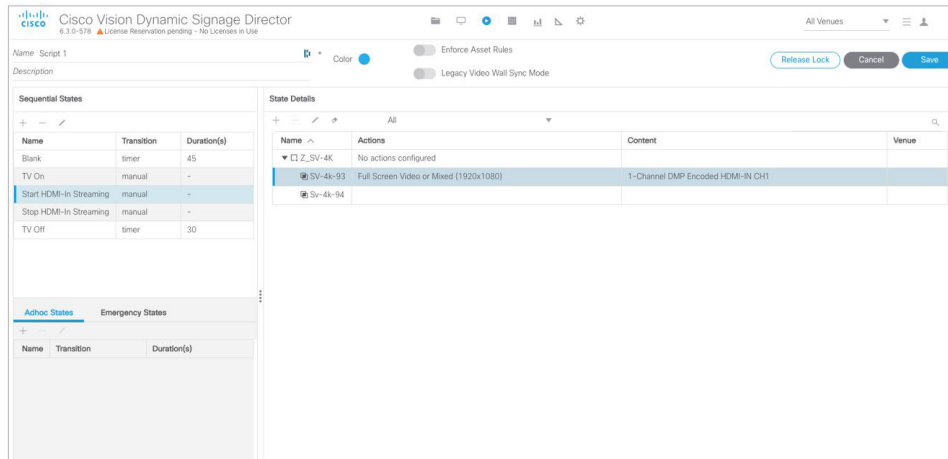 cisco Cisco Vision Dynamic Signage Director
6.3.0-578 License Reservation pending - No Licenses in Use
All Venues
Name Script 1
*
Color
Enforce Asset Rules
Description
Legacy Video Wall Sync Mode
Release Lock Cancel Save
Sequential States
Name Transition Duration(s)
Blank timer 45
TV On manual -
Start HDMI-In Streaming manual -
Stop HDMI-In Streaming manual -
TV Off timer 30
Adhoc States Emergency States
Name Transition Duration(s)
State Details
All
Name Actions Content Venue
Z_SV-4K No actions configured
SV-4k-93 Full Screen Video or Mixed (1920x1080) 1-Channel DMP Encoded HDMI-IN CH1
Sv-4k-94